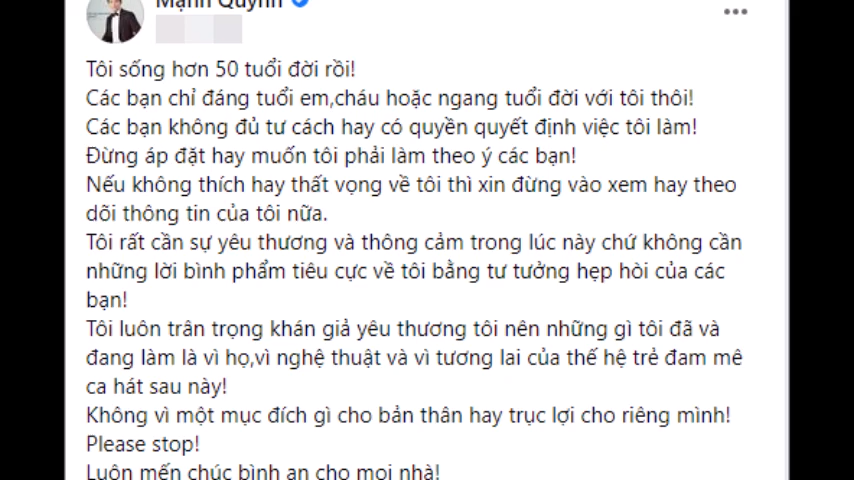 Mạnh Quỳnh
Tôi sống hơn 50 tuổi đời rồi!
Các bạn chỉ đáng tuổi em,cháu hoặc ngang tuổi đời với tôi thôi!
Các bạn không đủ tư cách hay có quyền quyết định việc tôi làm!
Đừng áp đặt hay muốn tôi phải làm theo ý các bạn!
Nếu không thích hay thất vọng về tôi thì xin đừng vào xem hay theo
dõi thông tin của tôi nữa.
Tôi rất cần sự yêu thương và thông cảm trong lúc này chứ không cần
những lời bình phẩm tiêu cực về tôi bằng tư tưởng hẹp hòi của các
bạn!
Tôi luôn trân trọng khán giả yêu thương tôi nên những gì tôi đã và
đang làm là vì họ,vì nghệ thuật và vì tương lai của thế hệ trẻ đam mê
ca hát sau này!
Không vì một mục đích gì cho bản thân hay trục lợi cho riêng mình!
Please stop!
Luôn mến chúc bình an cho mọi nhà!